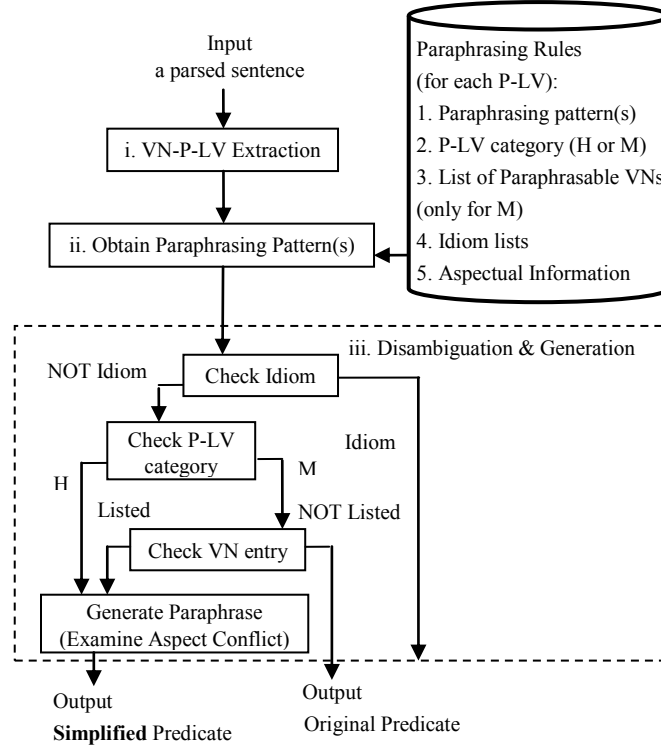 Input
a parsed sentence
i. VN-P-LV Extraction
ii. Obtain Paraphrasing Pattern(s)
Paraphrasing Rules
(for each P-LV):
1. Paraphrasing pattern(s)
2. P-LV category (H or M)
3. List of Paraphrasable VNs
(only for M)
4. Idiom lists
5. Aspectual Information
iii. Disambiguation & Generation
NOT Idiom
Check Idiom
Idiom
Check P-LV
category
H
M
Listed
NOT Listed
Check VN entry
Generate Paraphrase
(Examine Aspect Conflict)
Output
Simplified Predicate
Output
Original Predicate